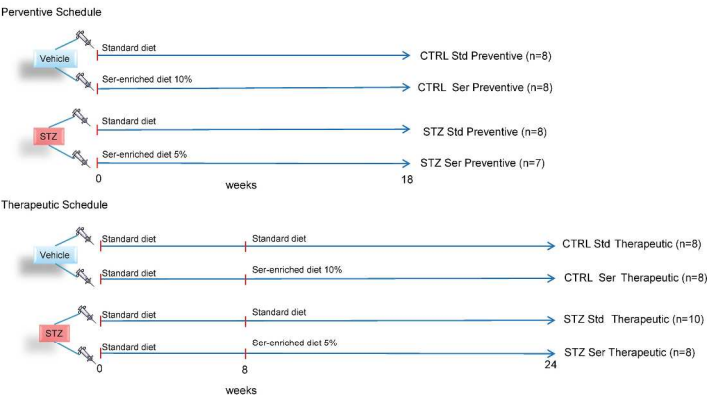 Perventive Schedule
Standard diet
CTRL Std Preventive (n=8)
Vehicle
Ser-enriched diet 10%
CTRL Ser Preventive (n=8)
Standard diet
STZ Std Preventive (n=8)
STZ
Ser-enriched diet 5%
STZ Ser Preventive (n=7)
0 weeks 18
Therapeutic Schedule
Standard diet Standard diet
CTRL Std Therapeutic (n=8)
Vehicle
Standard diet Ser-enriched diet 10%
CTRL Ser Therapeutic (n=8)
Standard diet Standard diet
STZ Std Therapeutic (n=10)
STZ
Standard diet Ser-enriched diet 5%
STZ Ser Therapeutic (n=8)
0 8 24
weeks